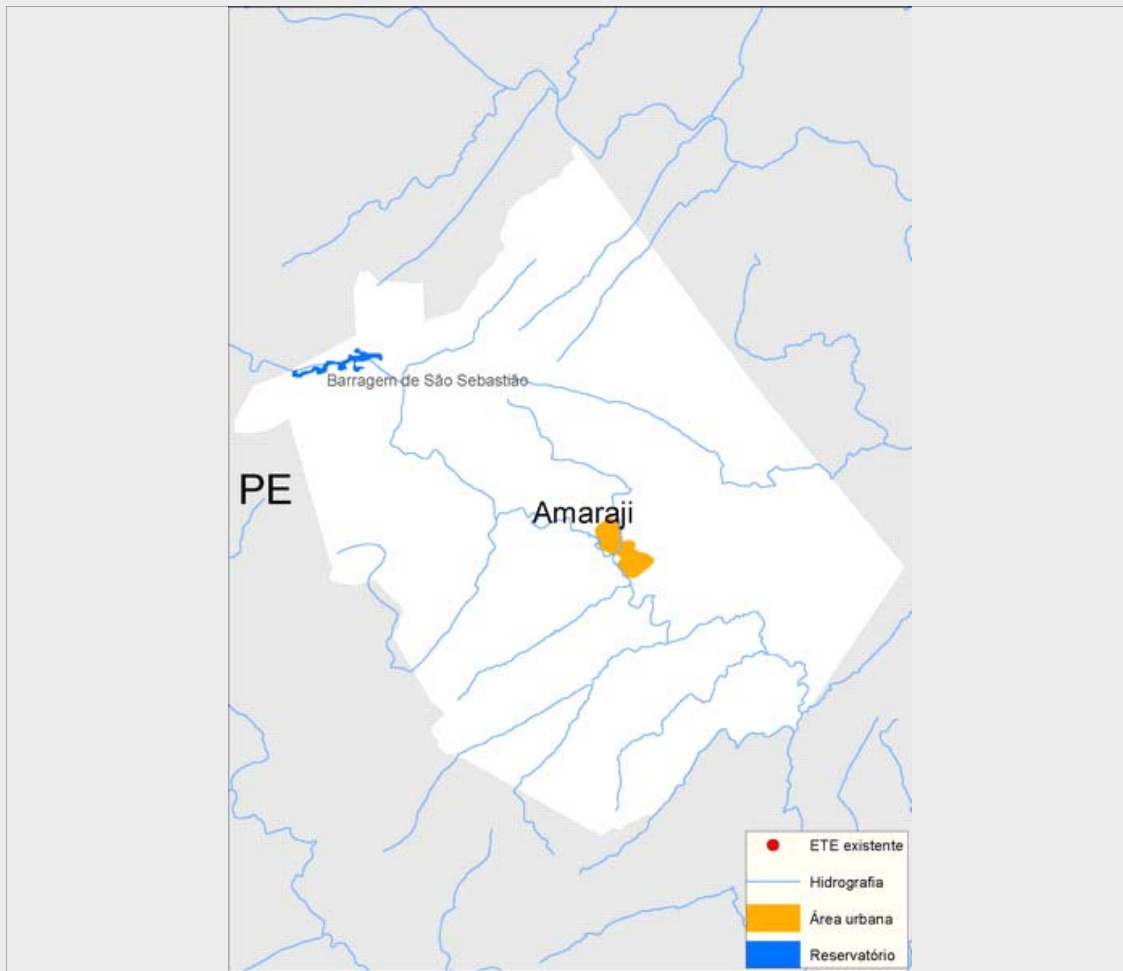 Barragem de São Sebastião
PE
Amaraji
ETE existente
Hidrografia
Área urbana
Reservatório